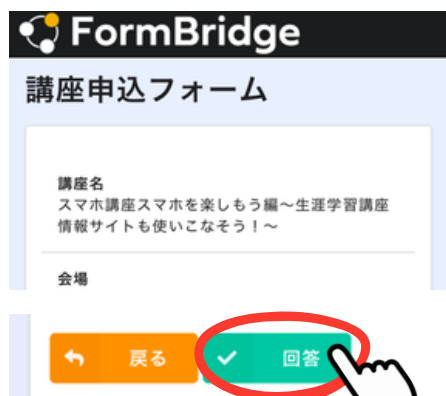 FormBridge
講座申込フォーム
講座名
スマホ講座スマホを楽しもう編～生涯学習講座
情報サイトも使いこなそう！～
会場
戻る
回答